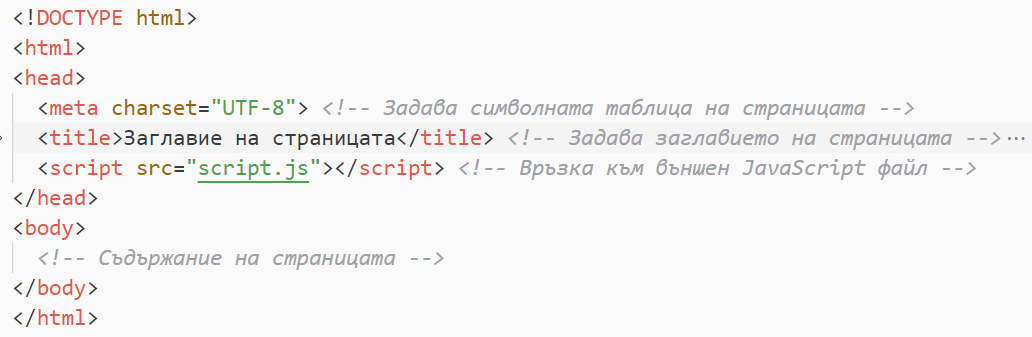 <!DOCTYPE html>
<html>
<head>
<meta charset="UTF-8"> <!-- Задава символната таблица на страницата -->
<title>Заглавие на страницата</title> <!-- Задава заглавието на страницата -->···
<script src="script.js"></script> <!-- Връзка към външен JavaScript файл -->
</head>
<body>
<!-- Съдържание на страницата -->
</body>
</html>